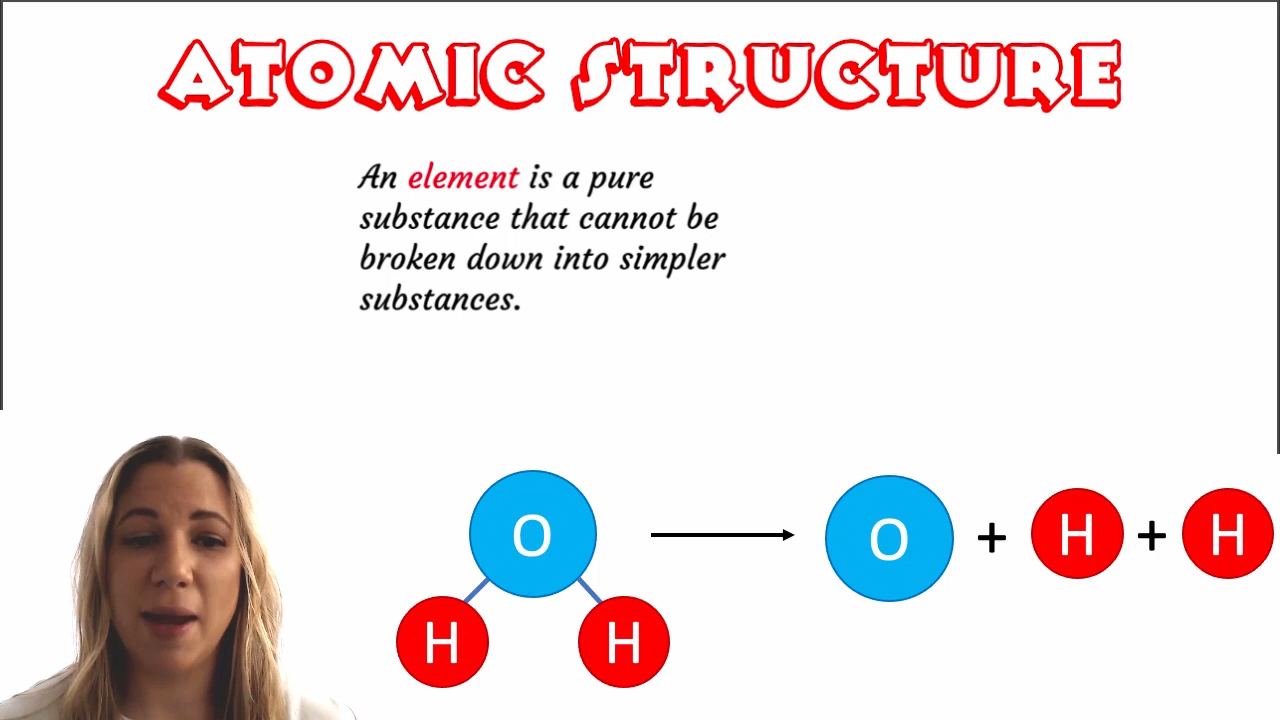 ATOMIC STRUCTURE
An element is a pure
substance that cannot be
broken down into simpler
substances.
O O + H + H
H H